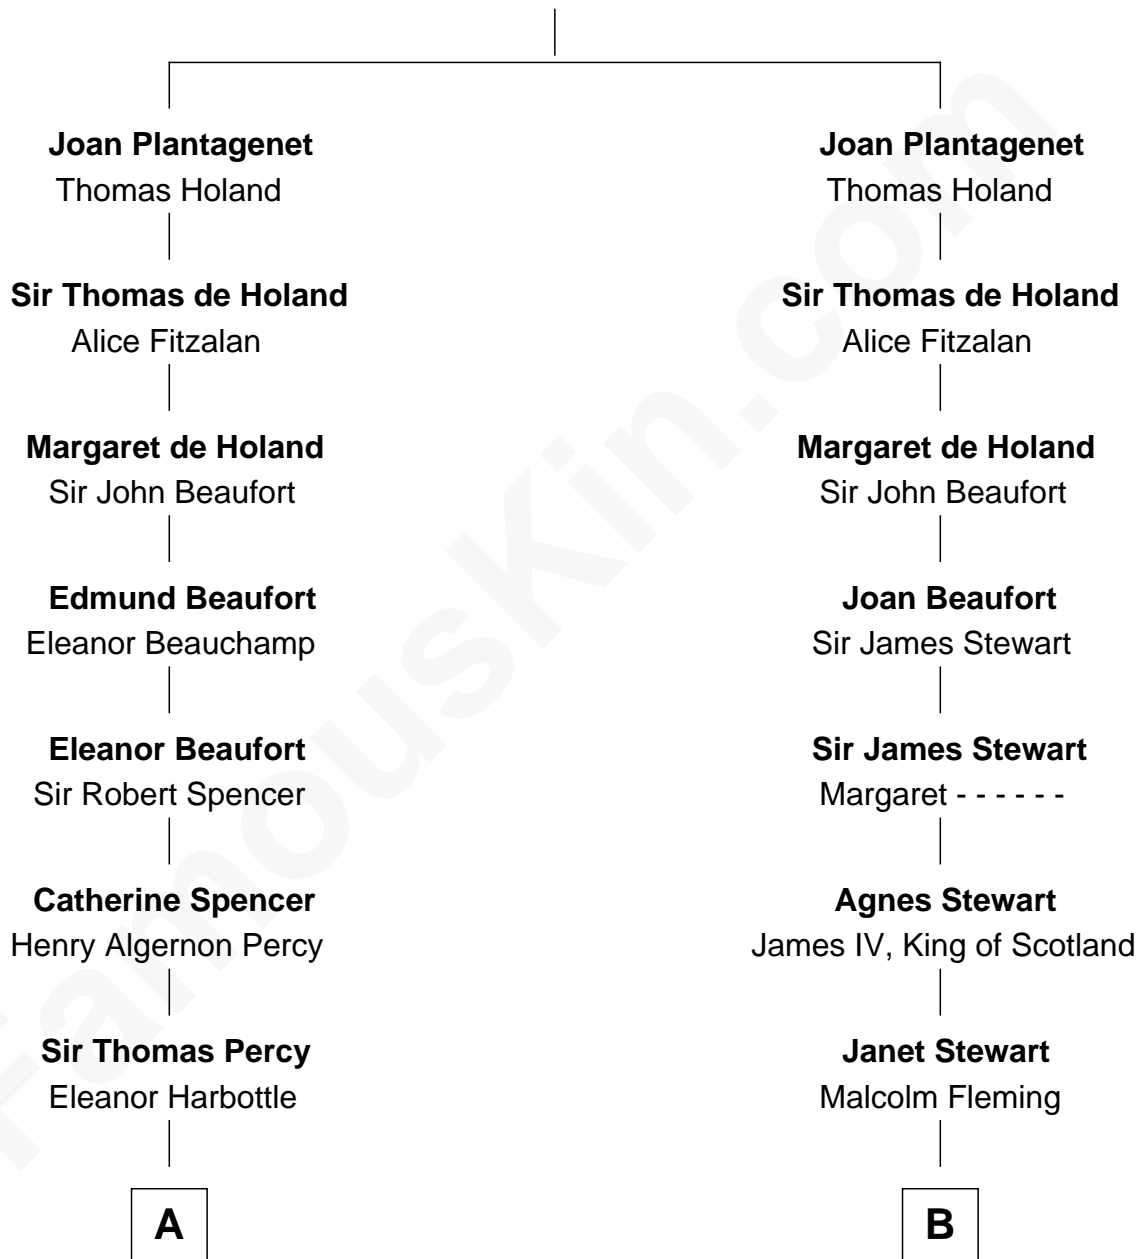 Joan Plantagenet
Thomas Holand
Sir Thomas de Holand
Alice Fitzalan
Margaret de Holand
Sir John Beaufort
Edmund Beaufort
Eleanor Beauchamp
Eleanor Beaufort
Sir Robert Spencer
Catherine Spencer
Henry Algernon Percy
Sir Thomas Percy
Eleanor Harbottle
A
Joan Plantagenet
Thomas Holand
Sir Thomas de Holand
Alice Fitzalan
Margaret de Holand
Sir John Beaufort
Joan Beaufort
Sir James Stewart
Sir James Stewart
Margaret - - - - - -
Agnes Stewart
James IV, King of Scotland
Janet Stewart
Malcolm Fleming
B
FamousKin.com